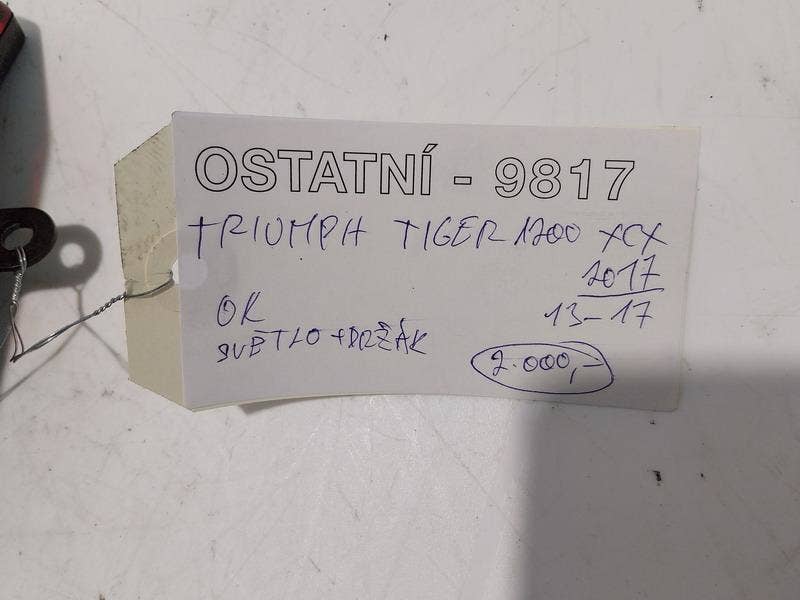 OSTATNÍ - 9817
TRIUMPH TIGER 1200 XCX
2017
OK 13-17
SVĚTLO + DRŽÁK
2.000,-